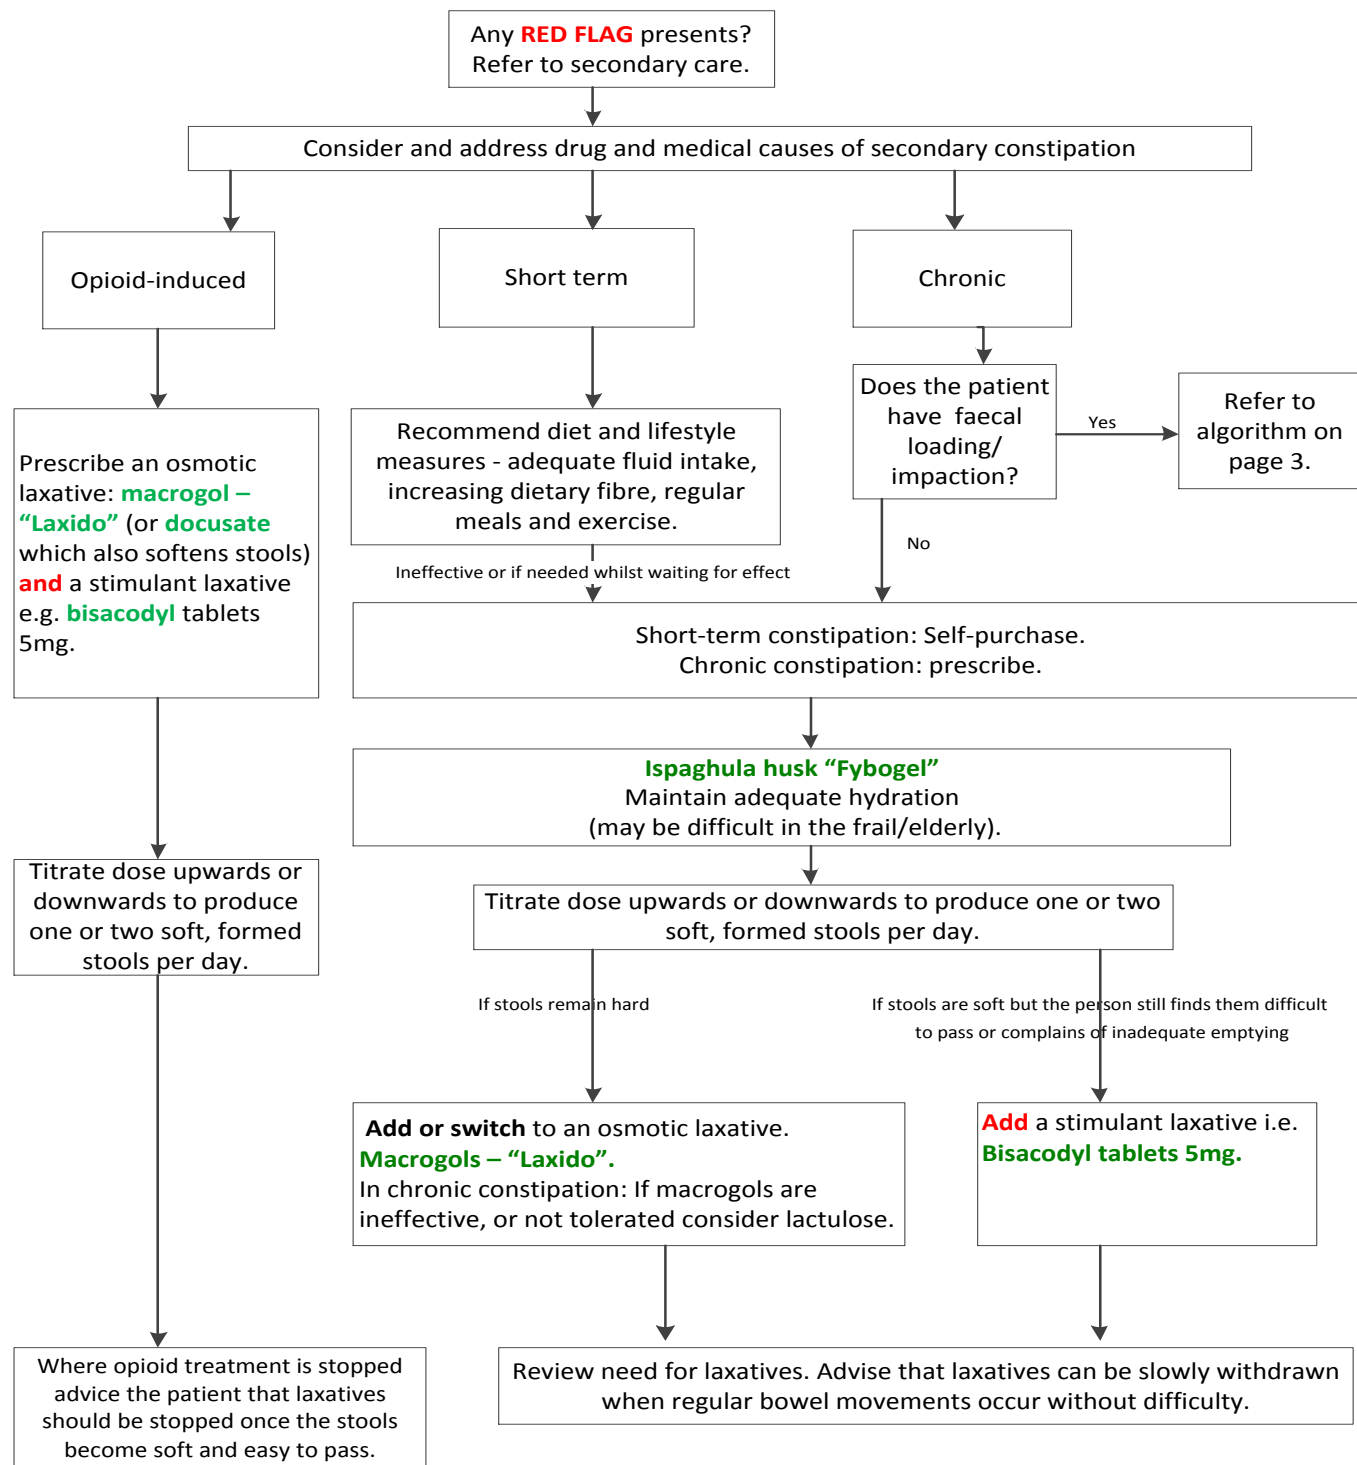 Any RED FLAG presents?
Refer to secondary care.
Consider and address drug and medical causes of secondary constipation
Opioid-induced
Short term
Chronic
Does the patient
have faecal
loading/
impaction?
Yes
Refer to
algorithm on
page 3.
No
Prescribe an osmotic
laxative: macrogol –
“Laxido” (or docusate
which also softens stools)
and a stimulant laxative
e.g. bisacodyl tablets
5mg.
Recommend diet and lifestyle
measures - adequate fluid intake,
increasing dietary fibre, regular
meals and exercise.
Ineffective or if needed whilst waiting for effect
Short-term constipation: Self-purchase.
Chronic constipation: prescribe.
Ispaghula husk “Fybogel”
Maintain adequate hydration
(may be difficult in the frail/elderly).
Titrate dose upwards or
downwards to produce
one or two soft, formed
stools per day.
Titrate dose upwards or downwards to produce one or two
soft, formed stools per day.
If stools remain hard
If stools are soft but the person still finds them difficult
to pass or complains of inadequate emptying
Add or switch to an osmotic laxative.
Macrogols – “Laxido”.
In chronic constipation: If macrogols are
ineffective, or not tolerated consider lactulose.
Add a stimulant laxative i.e.
Bisacodyl tablets 5mg.
Where opioid treatment is stopped
advice the patient that laxatives
should be stopped once the stools
become soft and easy to pass.
Review need for laxatives. Advise that laxatives can be slowly withdrawn
when regular bowel movements occur without difficulty.